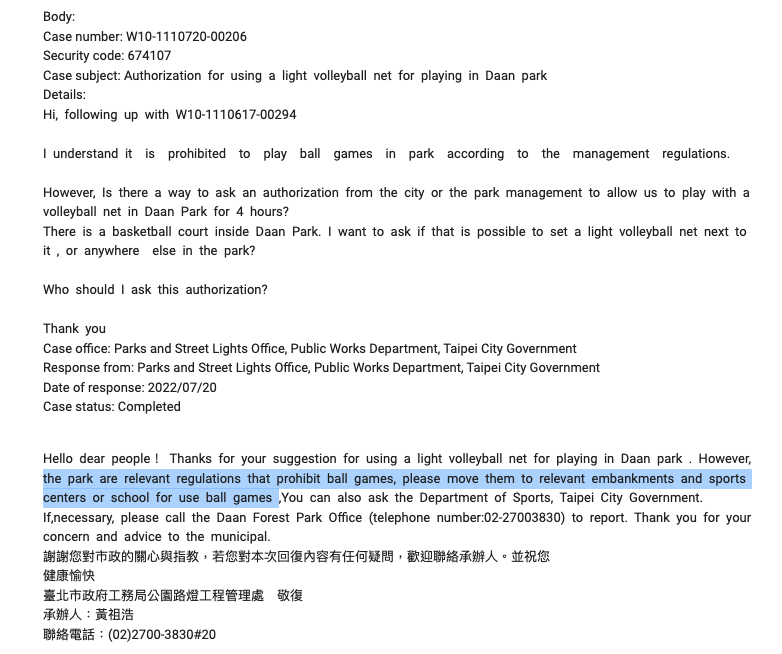 Body:
Case number: W10-1110720-00206
Security code: 674107
Case subject: Authorization for using a light volleyball net for playing in Daan park
Details:
Hi, following up with W10-1110617-00294
I understand it is prohibited to play ball games in park according to the management regulations.
However, Is there a way to ask an authorization from the city or the park management to allow us to play with a
volleyball net in Daan Park for 4 hours?
There is a basketball court inside Daan Park. I want to ask if that is possible to set a light volleyball net next to
it , or anywhere else in the park?
Who should I ask this authorization?
Thank you
Case office: Parks and Street Lights Office, Public Works Department, Taipei City Government
Response from: Parks and Street Lights Office, Public Works Department, Taipei City Government
Date of response: 2022/07/20
Case status: Completed
Hello dear people！ Thanks for your suggestion for using a light volleyball net for playing in Daan park . However,
the park are relevant regulations that prohibit ball games, please move them to relevant embankments and sports
centers or school for use ball games ,You can also ask the Department of Sports, Taipei City Government.
If,necessary, please call the Daan Forest Park Office (telephone number:02-27003830) to report. Thank you for your
concern and advice to the municipal.
謝謝您對市政的關心與指教，若您對本次回復內容有任何疑問，歡迎聯絡承辦人。並祝您
健康愉快
臺北市政府工務局公園路燈工程管理處　敬復
承辦人：黃祖浩
聯絡電話：(02)2700-3830#20